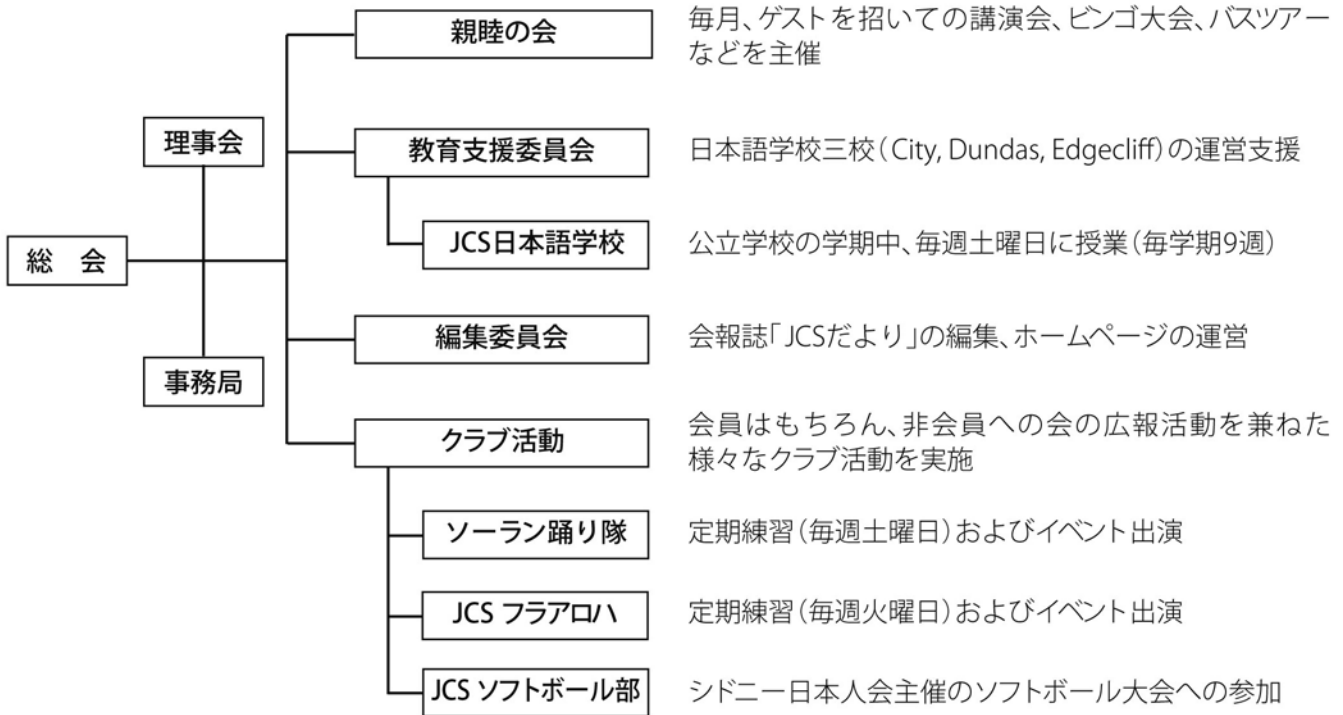 親睦の会
毎月、ゲストを招いての講演会、ビンゴ大会、バスツアー
などを主催
理事会
教育支援委員会
日本語学校三校(City, Dundas, Edgecliff)の運営支援
JCS日本語学校
公立学校の学期中、毎週土曜日に授業(毎学期9週)
総　会
編集委員会
会報誌「JCSだより」の編集、ホームページの運営
事務局
クラブ活動
会員はもちろん、非会員への会の広報活動を兼ねた
様々なクラブ活動を実施
ソーラン踊り隊
定期練習(毎週土曜日)およびイベント出演
JCS フラアロハ
定期練習(毎週火曜日)およびイベント出演
JCS ソフトボール部
シドニー日本人会主催のソフトボール大会への参加